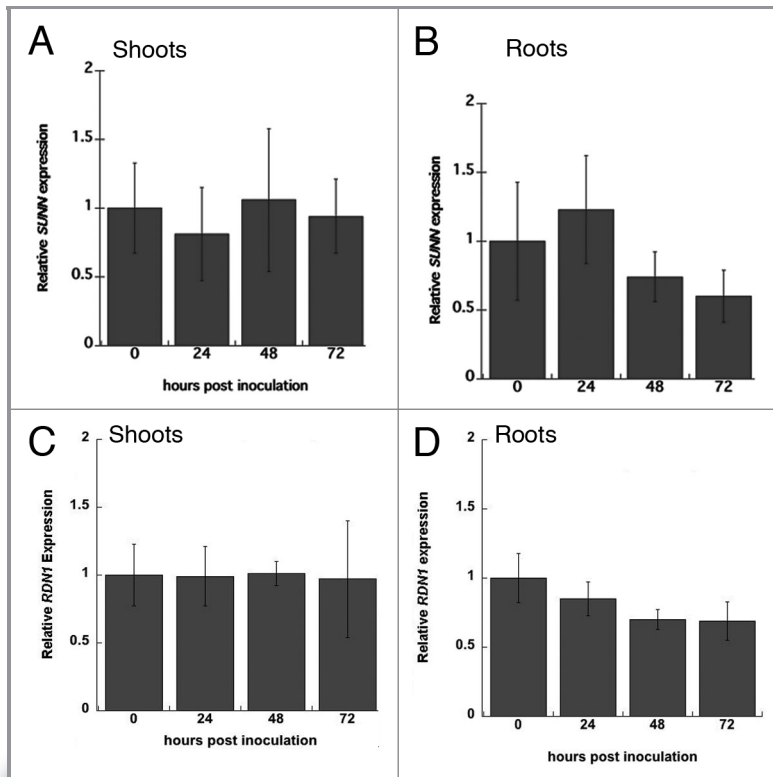 A
Shoots
2
1.5
1
0.5
0
Relative SUNN expression
0 24 48 72
hours post inoculation
B
Roots
2
1.5
1
0.5
0
Relative SUNN expression
0 24 48 72
C
Shoots
2
1.5
1
0.5
0
Relative RDN1 Expression
0 24 48 72
hours post inoculation
D
Roots
2
1.5
1
0.5
0
Relative RDN1 expression
0 24 48 72
hours post inoculation